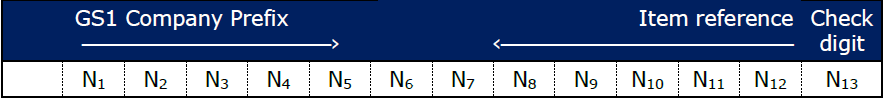 GS1 Company Prefix Item reference Check digit
N₁ N₂ N₃ N₄ N₅ N₆ N₇ N₈ N₉ N₁₀ N₁₁ N₁₂ N₁₃